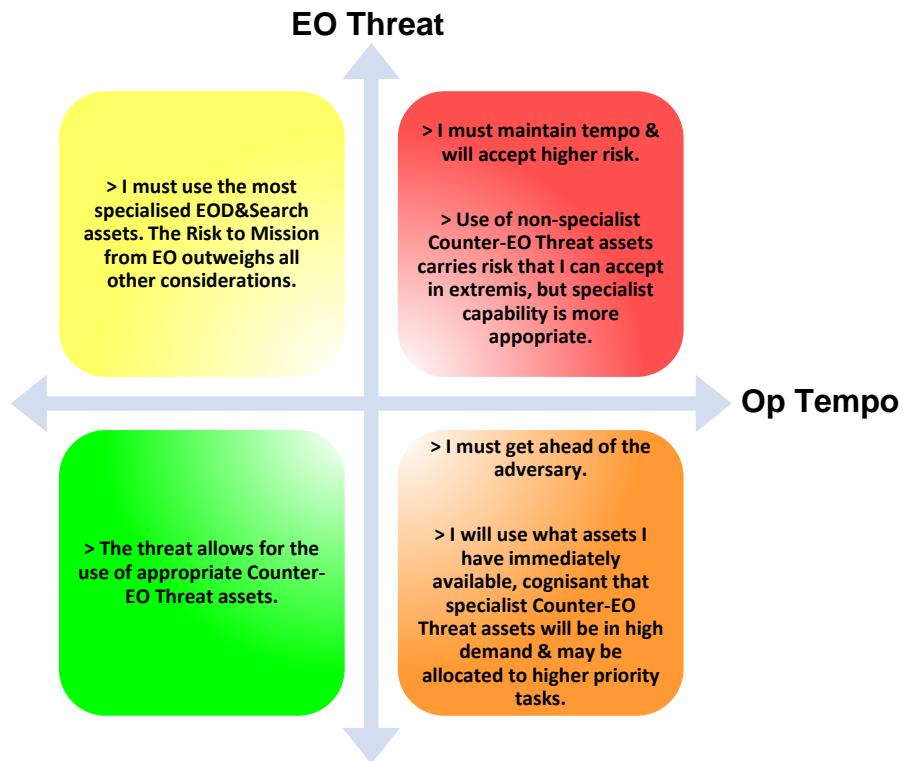 EO Threat
> I must use the most
specialised EOD&Search
assets. The Risk to Mission
from EO outweighs all
other considerations.
> I must maintain tempo &
will accept higher risk.
> Use of non-specialist
Counter-EO Threat assets
carries risk that I can accept
in extremis, but specialist
capability is more
appopriate.
Op Tempo
> The threat allows for the
use of appropriate Counter-
EO Threat assets.
> I must get ahead of the
adversary.
> I will use what assets I
have immediately
available, cognisant that
specialist Counter-EO
Threat assets will be in high
demand & may be
allocated to higher priority
tasks.